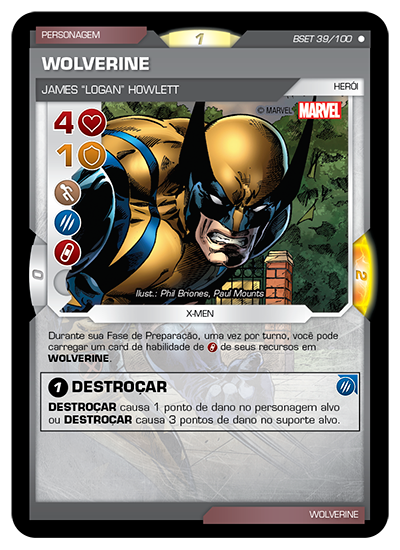 PERSONAGEM
1
BSET 39/100
WOLVERINE
JAMES "LOGAN" HOWLETT
HERÓI
© MARVEL
MARVEL
4
1
0
2
Ilust.: Phil Briones, Paul Mounts
X-MEN
Durante sua Fase de Preparação, uma vez por turno, você pode
carregar um card de habilidade de de seus recursos em
WOLVERINE.
1 DESTROÇAR
DESTROÇAR causa 1 ponto de dano no personagem alvo
ou DESTROÇAR causa 3 pontos de dano no suporte alvo.
WOLVERINE